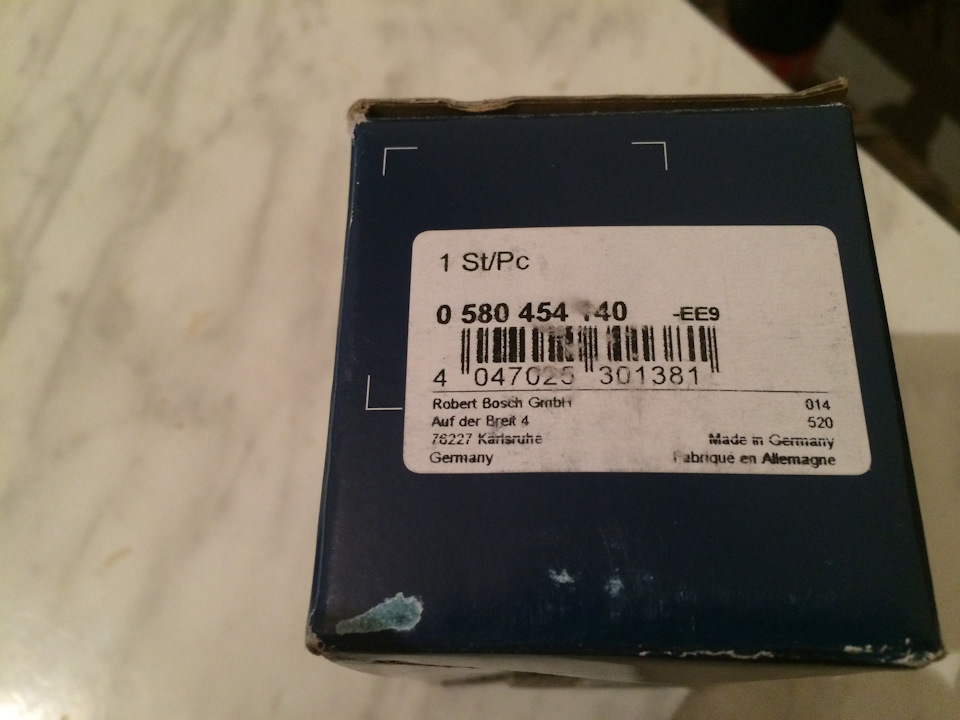 1 St/Pc
0 580 454 140 -EE9
4 047025 301381
Robert Bosch GmbH 014
Auf der Breit 4 520
76227 Karlsruhe Made in Germany
Germany Fabriqué en Allemagne